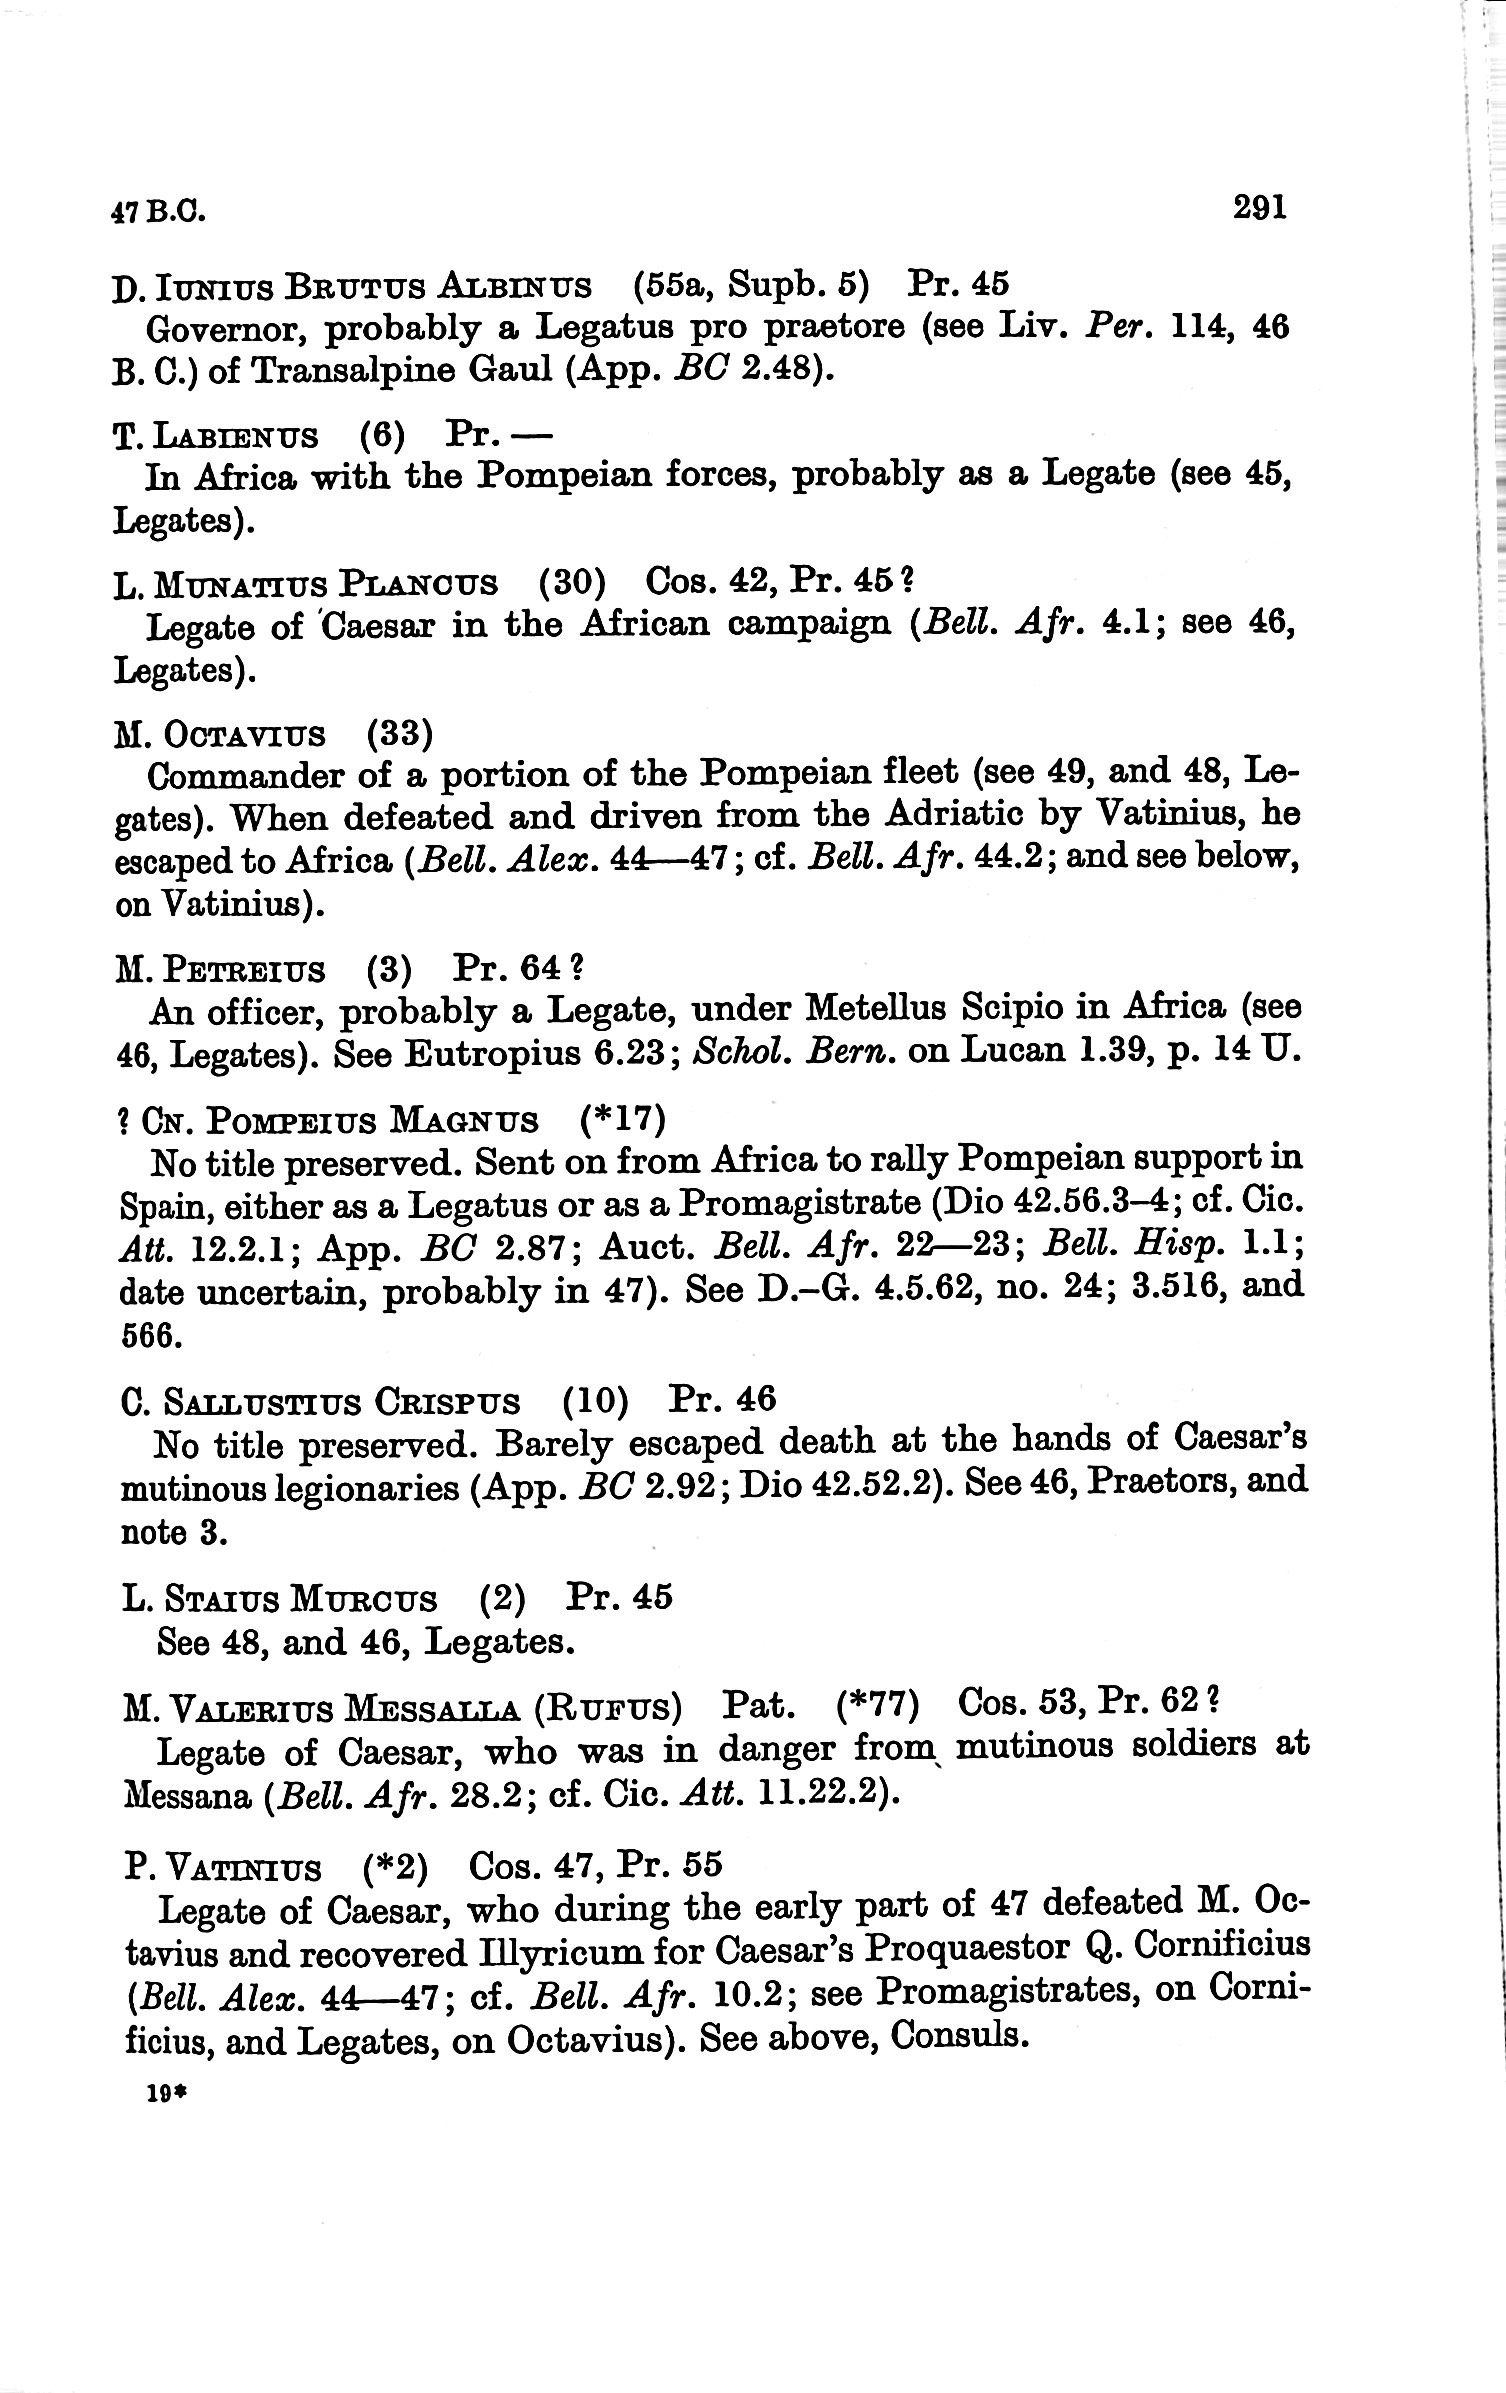 47 B.C. 291
D. IUNIUS BRUTUS ALBINUS (55a, Supb. 5) Pr. 45
Governor, probably a Legatus pro praetore (see Liv. Per. 114, 46
B. C.) of Transalpine Gaul (App. BC 2.48).
T. LABIENUS (6) Pr. —
In Africa with the Pompeian forces, probably as a Legate (see 45,
Legates).
L. MUNATIUS PLANCUS (30) Cos. 42, Pr. 45?
Legate of Caesar in the African campaign (Bell. Afr. 4.1; see 46,
Legates).
M. OCTAVIUS (33)
Commander of a portion of the Pompeian fleet (see 49, and 48, Le-
gates). When defeated and driven from the Adriatic by Vatinius, he
escaped to Africa (Bell. Alex. 44—47; cf. Bell. Afr. 44.2; and see below,
on Vatinius).
M. PETREIUS (3) Pr. 64?
An officer, probably a Legate, under Metellus Scipio in Africa (see
46, Legates). See Eutropius 6.23; Schol. Bern. on Lucan 1.39, p. 14 U.
? CN. POMPEIUS MAGNUS (*17)
No title preserved. Sent on from Africa to rally Pompeian support in
Spain, either as a Legatus or as a Promagistrate (Dio 42.56.3–4; cf. Cic.
Att. 12.2.1; App. BC 2.87; Auct. Bell. Afr. 22—23; Bell. Hisp. 1.1;
date uncertain, probably in 47). See D.–G. 4.5.62, no. 24; 3.516, and
566.
C. SALLUSTIUS CRISPUS (10) Pr. 46
No title preserved. Barely escaped death at the hands of Caesar's
mutinous legionaries (App. BC 2.92; Dio 42.52.2). See 46, Praetors, and
note 3.
L. STAIUS MURCUS (2) Pr. 45
See 48, and 46, Legates.
M. VALERIUS MESSALLA (RUFUS) Pat. (*77) Cos. 53, Pr. 62?
Legate of Caesar, who was in danger from mutinous soldiers at
Messana (Bell. Afr. 28.2; cf. Cic. Att. 11.22.2).
P. VATINIUS (*2) Cos. 47, Pr. 55
Legate of Caesar, who during the early part of 47 defeated M. Oc-
tavius and recovered Illyricum for Caesar's Proquaestor Q. Cornificius
(Bell. Alex. 44—47; cf. Bell. Afr. 10.2; see Promagistrates, on Corni-
ficius, and Legates, on Octavius). See above, Consuls.
19*